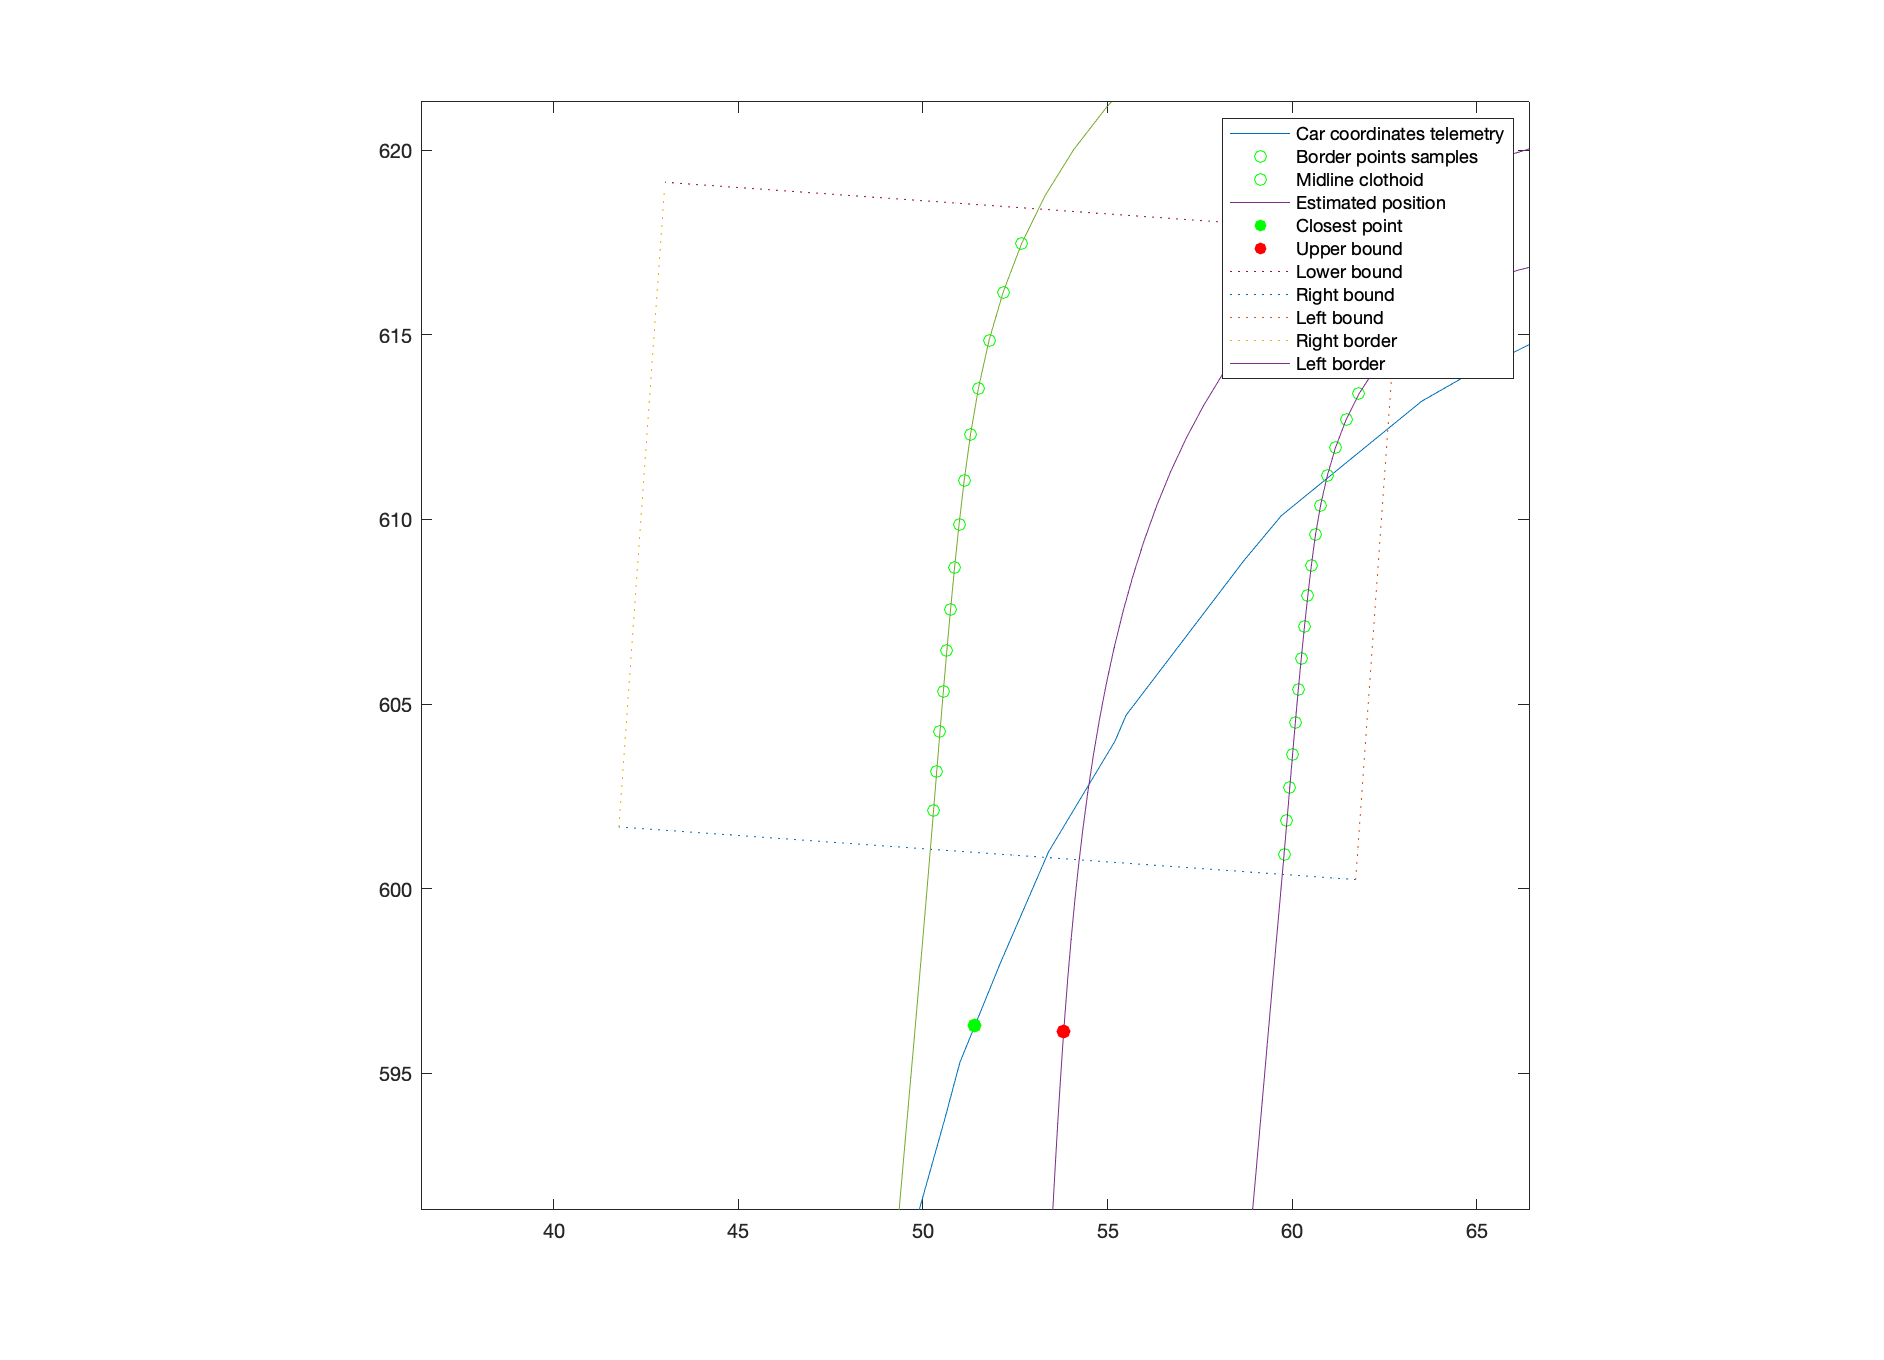 620
615
610
605
600
595
40 45 50 55 60 65
Car coordinates telemetry
Border points samples
Midline clothoid
Estimated position
Closest point
Upper bound
Lower bound
Right bound
Left bound
Right border
Left border